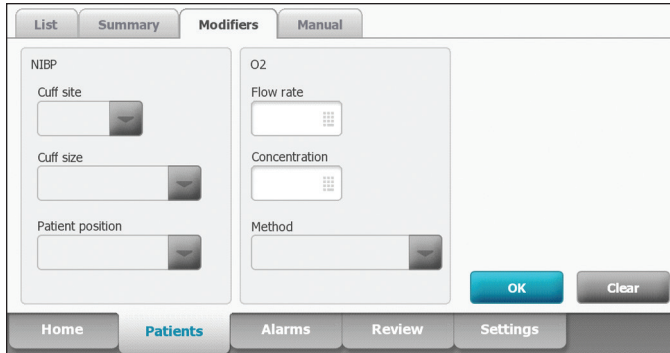 List Summary Modifiers Manual
NIBP
Cuff site
Cuff size
Patient position
O2
Flow rate
Concentration
Method
OK Clear
Home Patients Alarms Review Settings